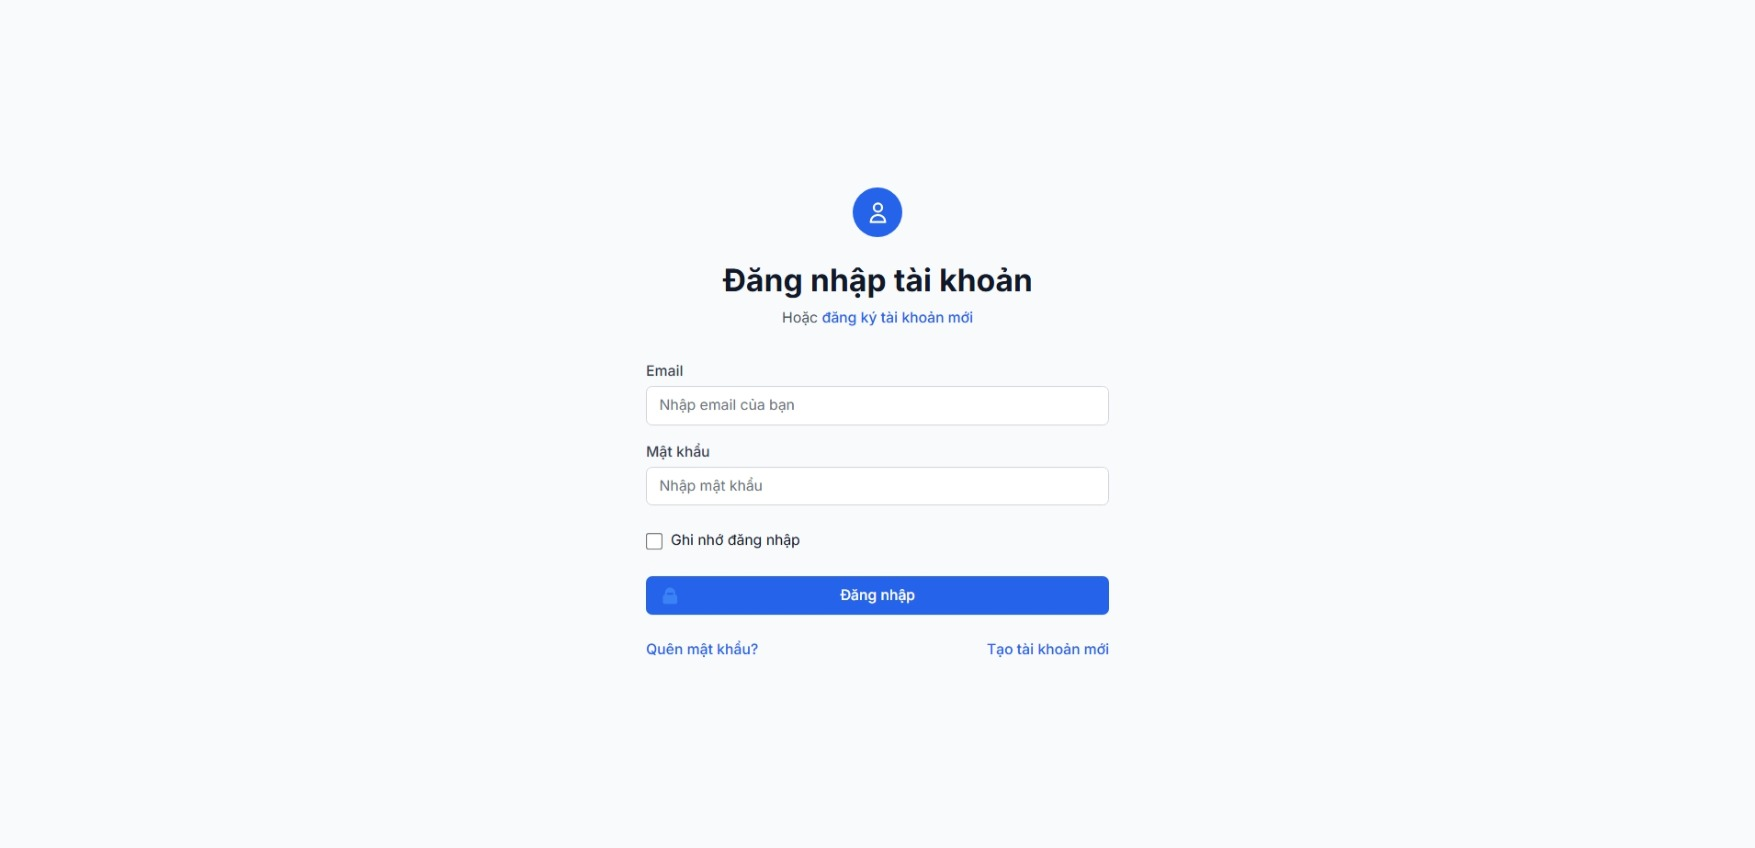 Đăng nhập tài khoản
Hoặc đăng ký tài khoản mới
Email
Nhập email của bạn
Mật khẩu
Nhập mật khẩu
Ghi nhớ đăng nhập
Đăng nhập
Quên mật khẩu? Tạo tài khoản mới